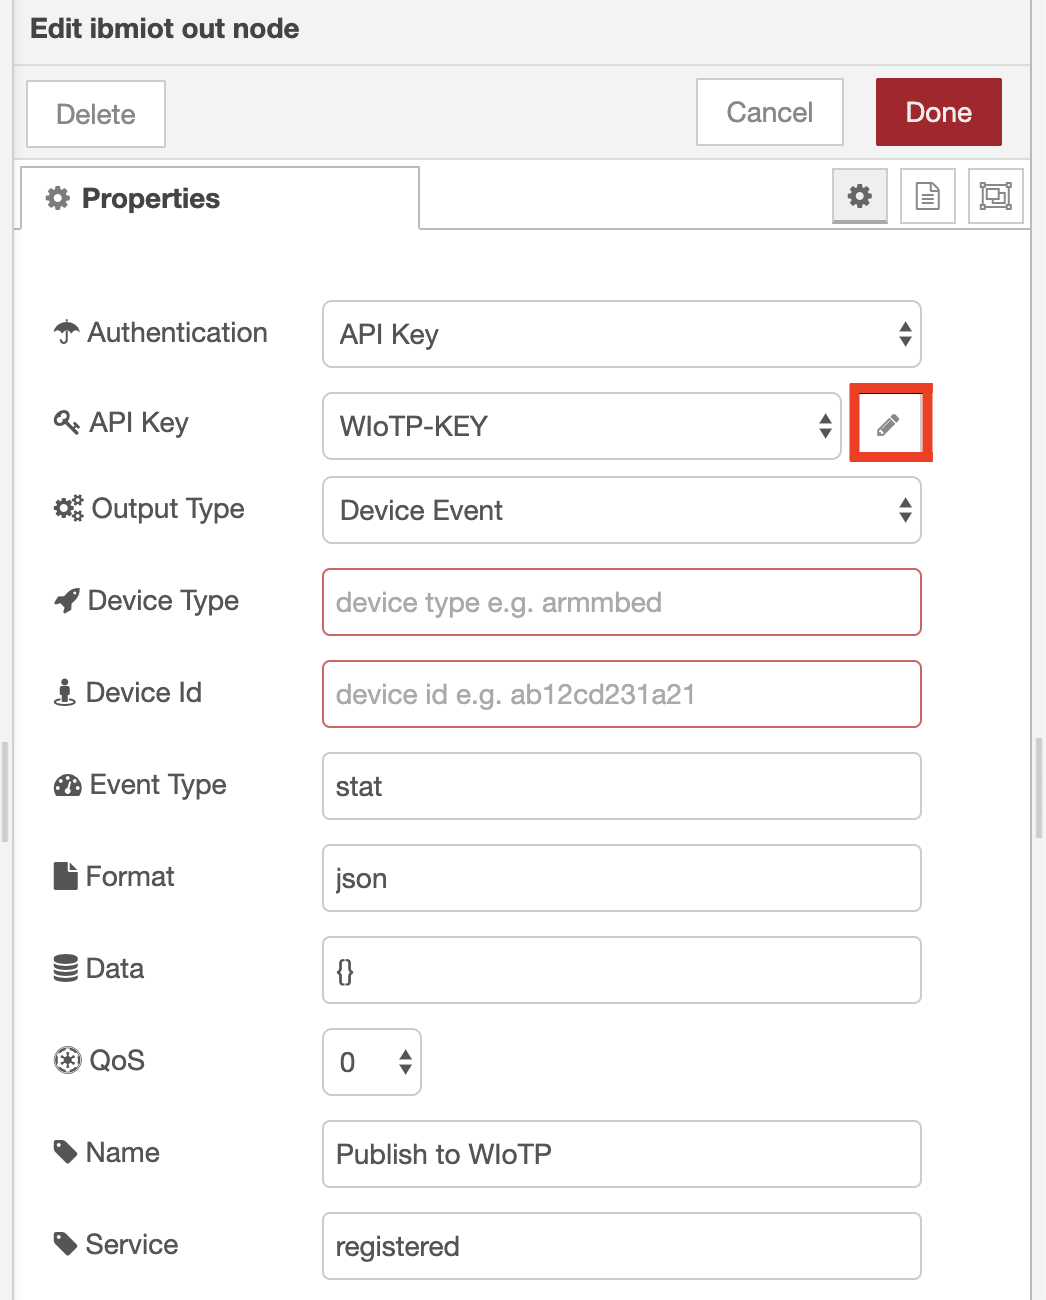 Edit ibmiot out node
Delete
Cancel
Done
Properties
Authentication
API Key
API Key
WIoTP-KEY
Output Type
Device Event
Device Type
device type e.g. armmbed
Device Id
device id e.g. ab12cd231a21
Event Type
stat
Format
json
Data
{}
QoS
0
Name
Publish to WIoTP
Service
registered